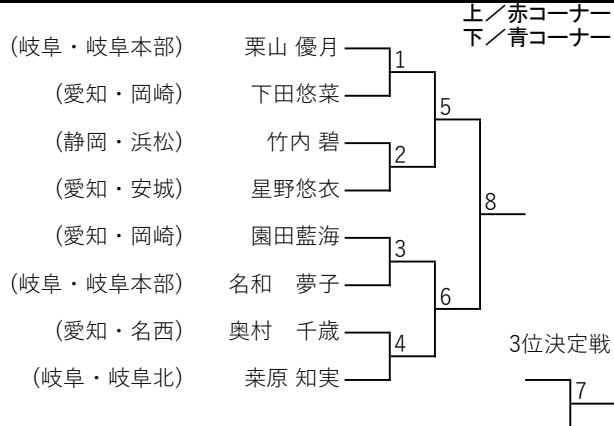 上／赤コーナー
下／青コーナー
(岐阜・岐阜本部) 栗山 優月
1
(愛知・岡崎) 下田悠菜
5
(静岡・浜松) 竹内 碧
2
(愛知・安城) 星野悠衣
8
(愛知・岡崎) 園田藍海
3
(岐阜・岐阜本部) 名和　夢子
6
(愛知・名西) 奥村　千歳
4
3位決定戦
(岐阜・岐阜北) 桒原 知実
7